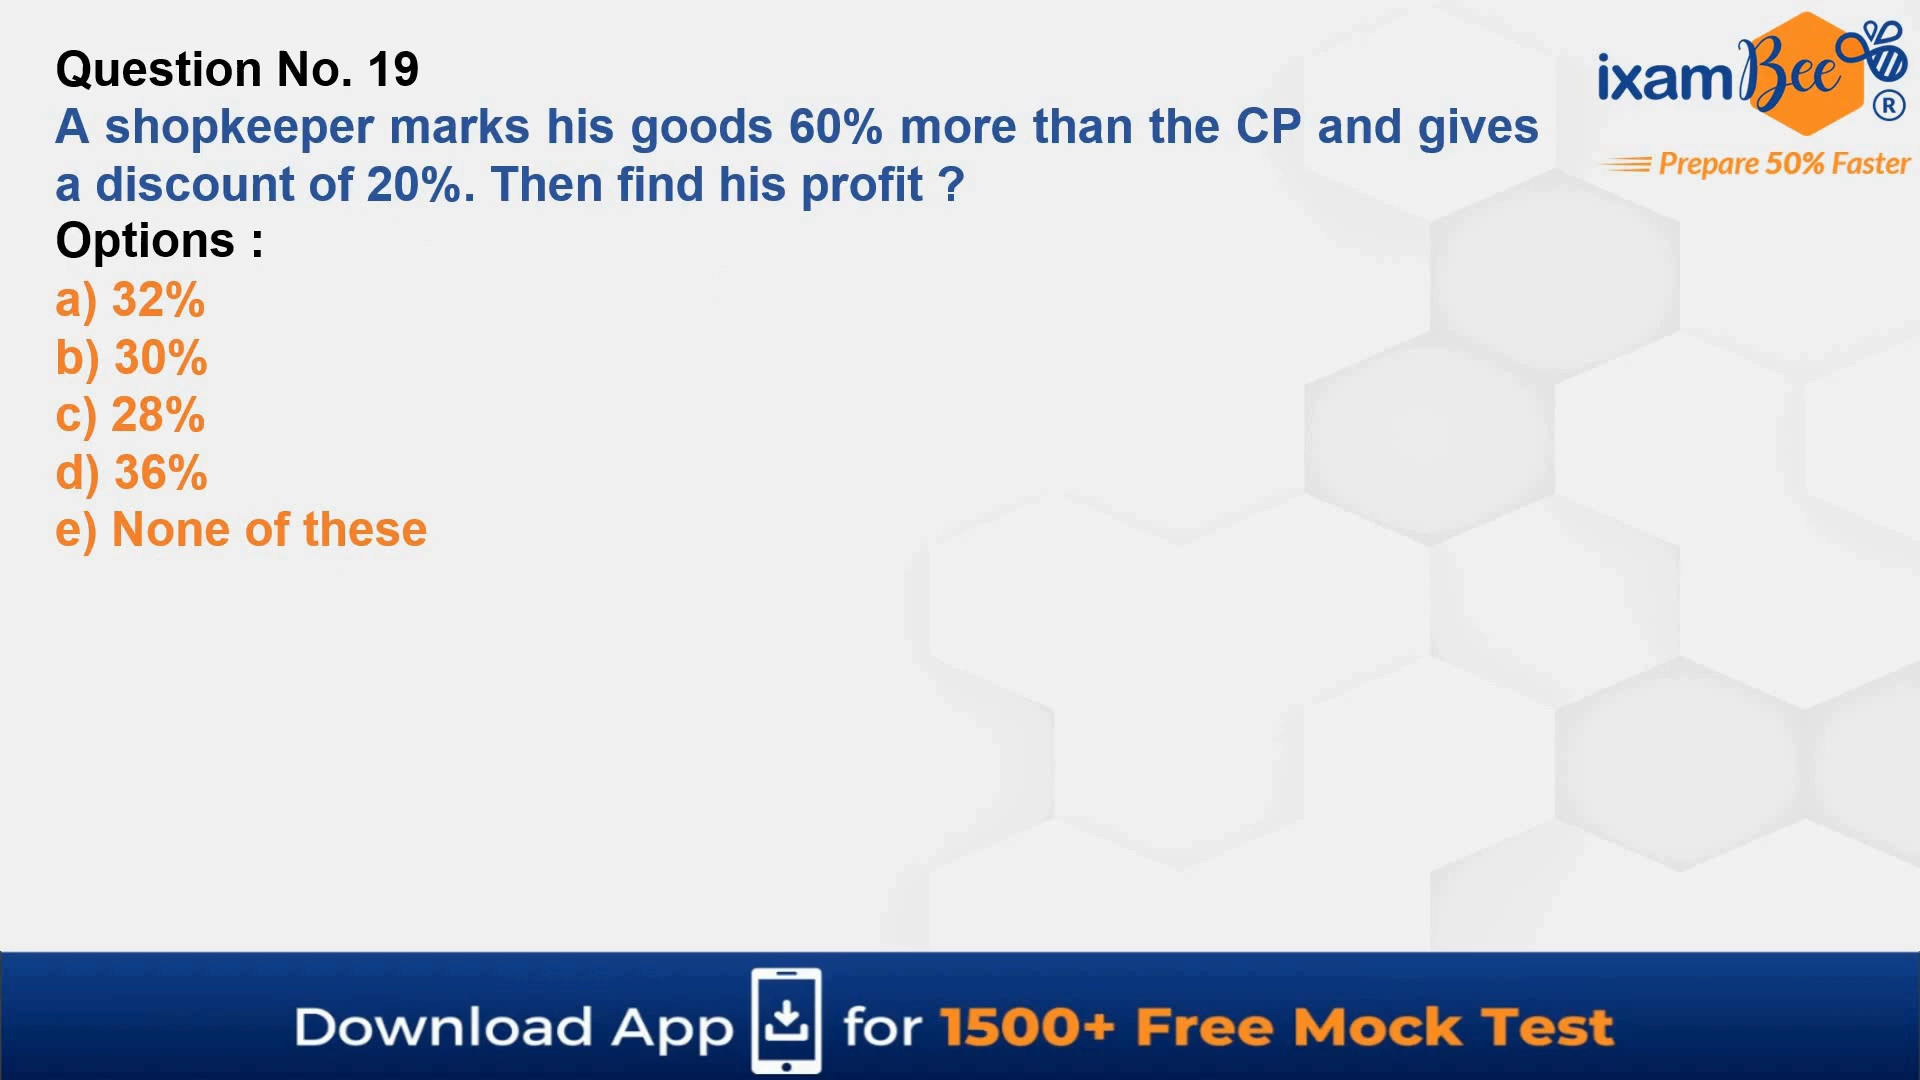 Question No. 19
A shopkeeper marks his goods 60% more than the CP and gives
a discount of 20%. Then find his profit ?
Options :
a) 32%
b) 30%
c) 28%
d) 36%
e) None of these
ixamBee
®
Prepare 50% Faster
Download App for 1500+ Free Mock Test